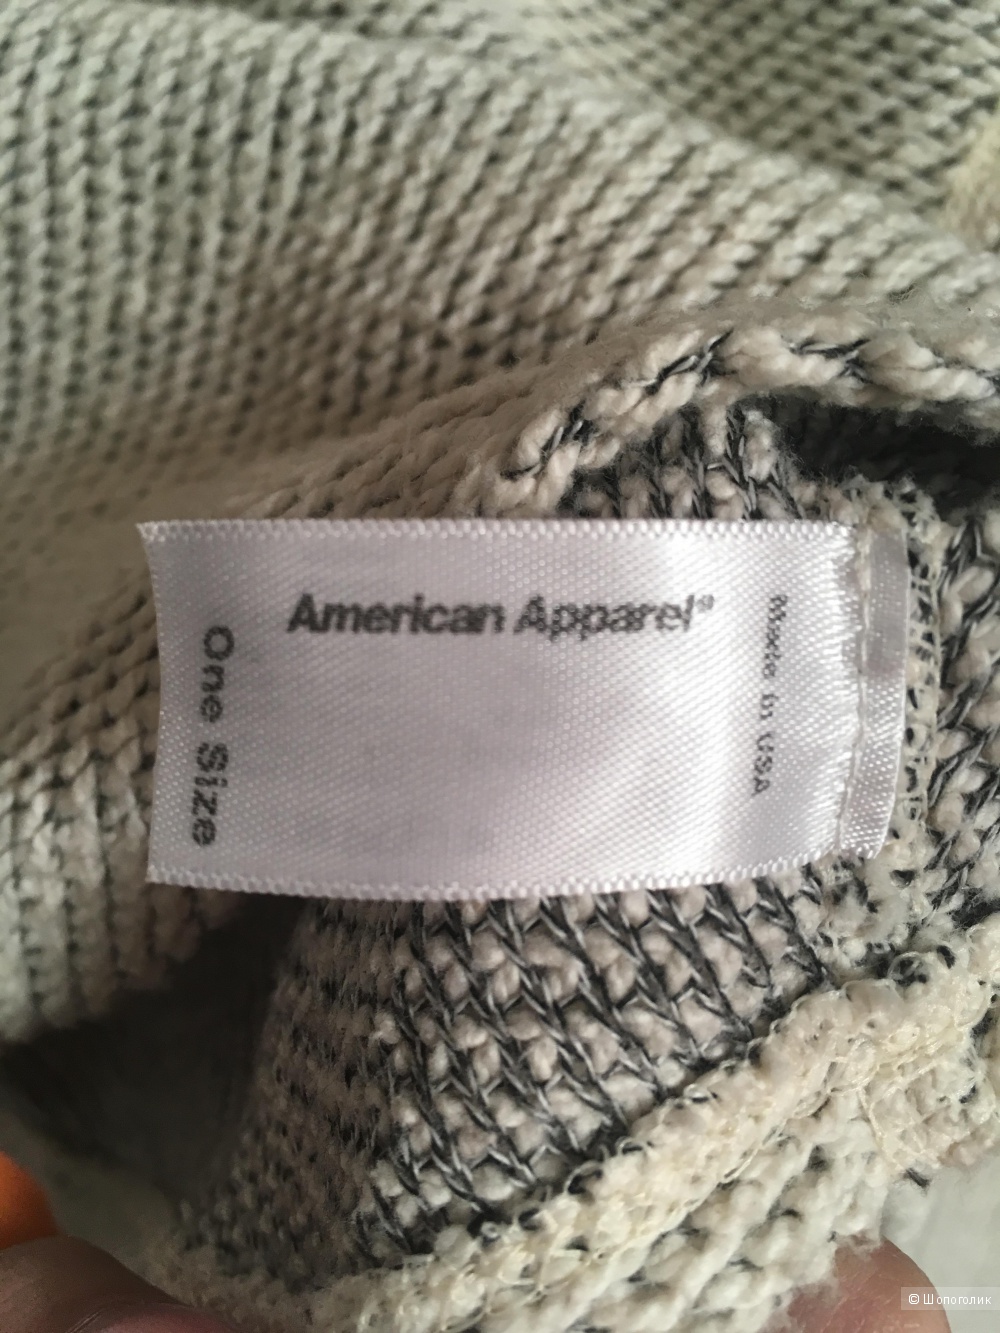 American Apparel®
One Size
Made in USA
© Шопоголик